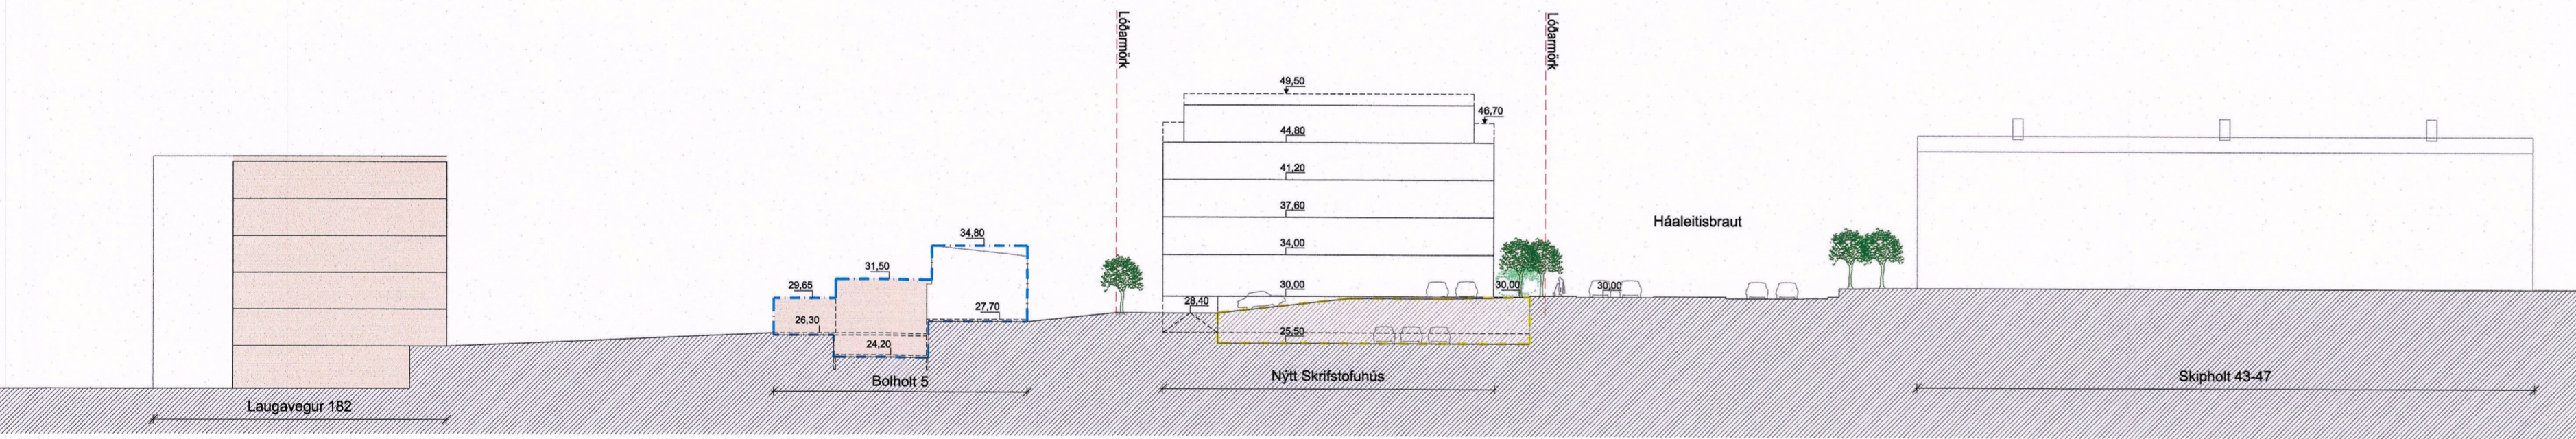 Lóðarmörk
Lóðarmörk
49,50
46,70
44,80
41,20
37,60
34,00
30,00
30,00
30,00
28,40
25,50
Háaleitisbraut
34,80
31,50
29,65
27,70
26,30
24,20
Laugavegur 182
Bolholt 5
Nýtt Skrifstofuhús
Skipholt 43-47